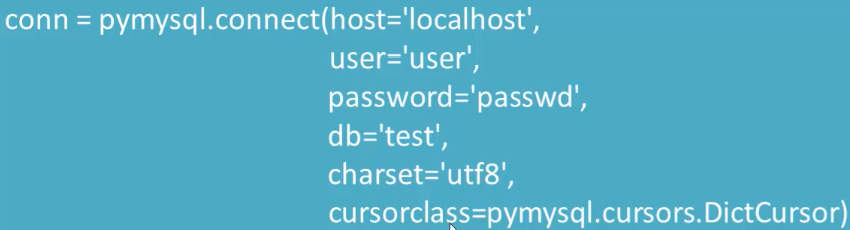 conn = pymysql.connect(host='localhost',
user='user',
password='passwd',
db='test',
charset='utf8',
cursorclass=pymysql.cursors.DictCursor)